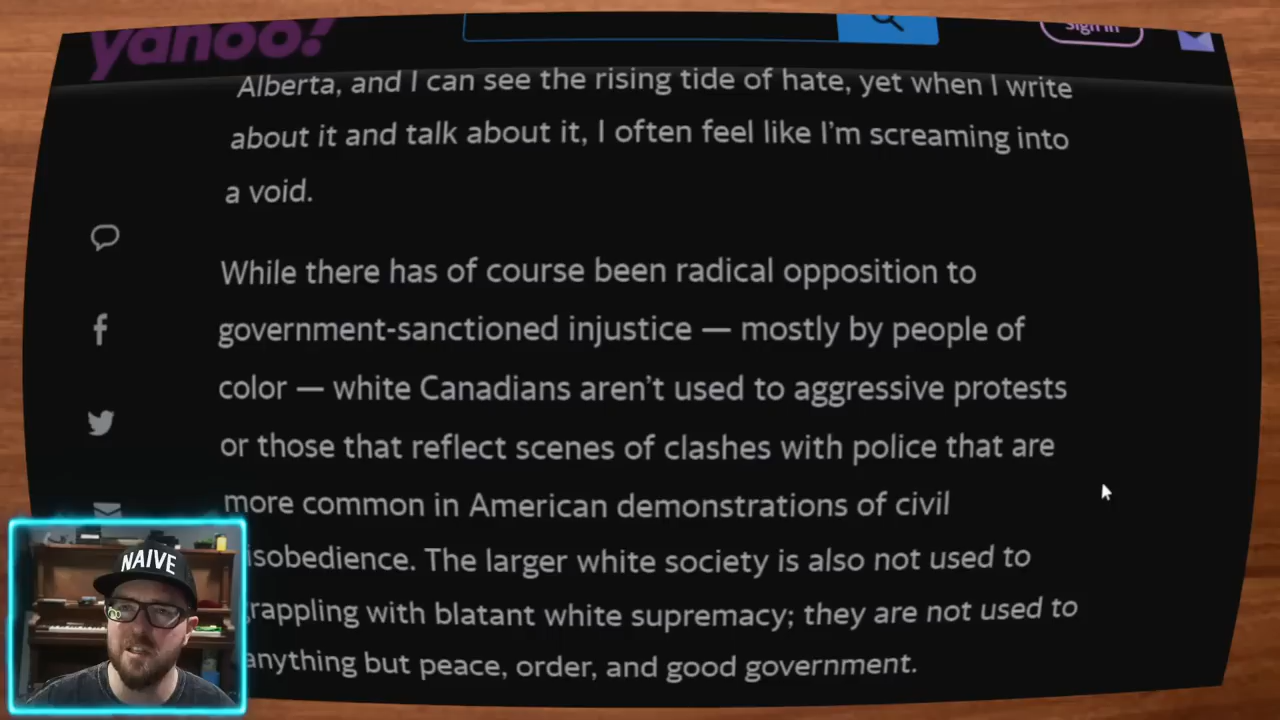 yahoo!
Sign in
Alberta, and I can see the rising tide of hate, yet when I write
about it and talk about it, I often feel like I'm screaming into
a void.
While there has of course been radical opposition to
government-sanctioned injustice — mostly by people of
color — white Canadians aren't used to aggressive protests
or those that reflect scenes of clashes with police that are
more common in American demonstrations of civil
isobedience. The larger white society is also not used to
grappling with blatant white supremacy; they are not used to
anything but peace, order, and good government.
NAIVE